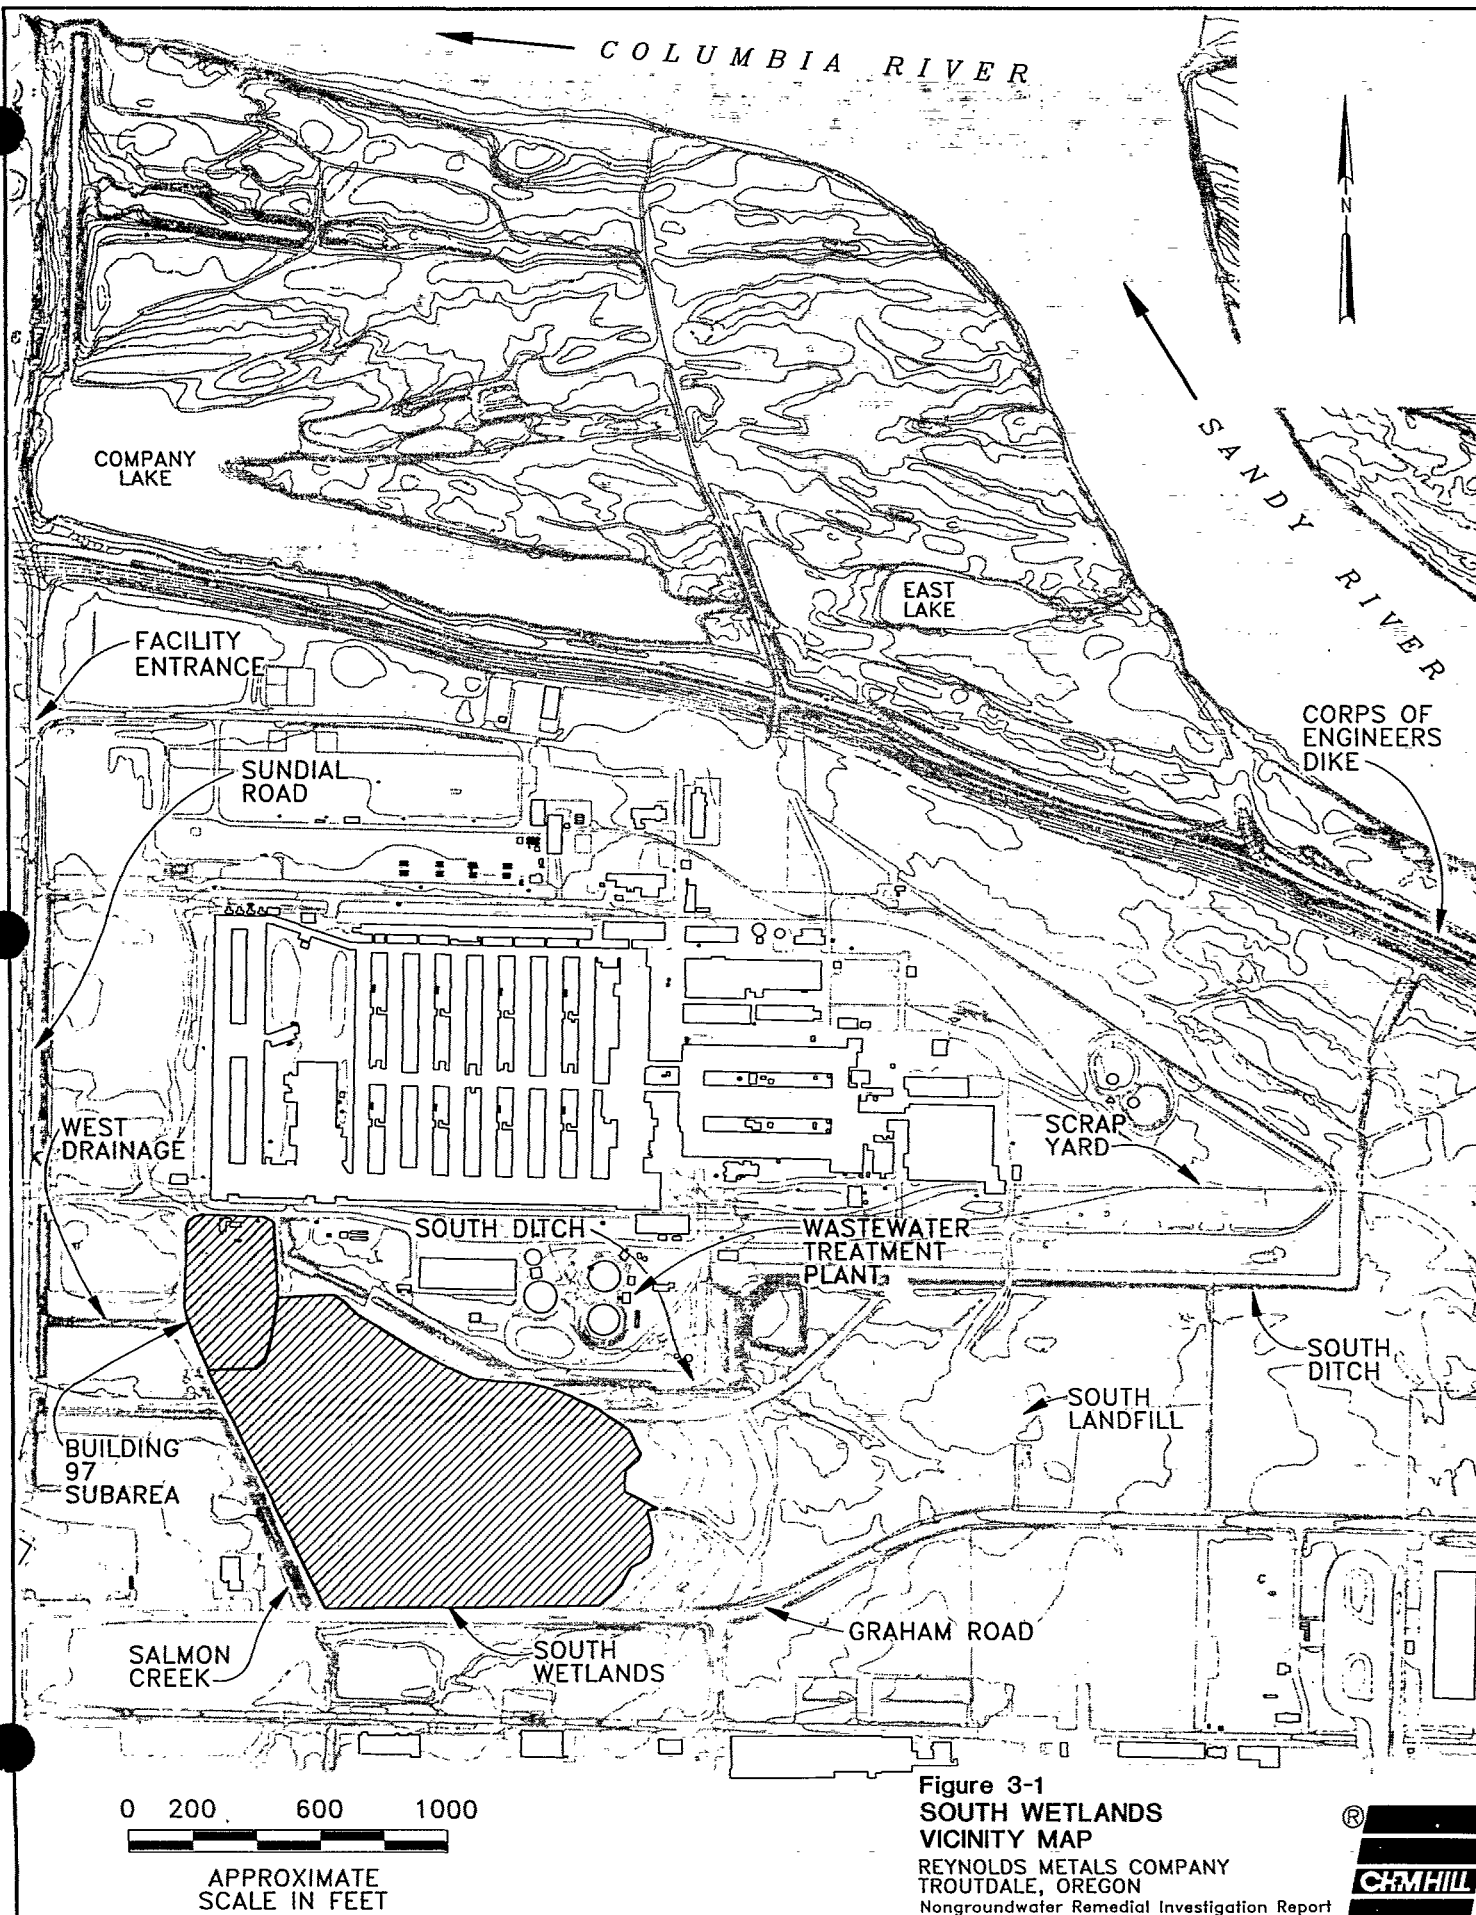 COLUMBIA RIVER
N
SANDY RIVER
COMPANY
LAKE
EAST
LAKE
FACILITY
ENTRANCE
CORPS OF
ENGINEERS
DIKE
SUNDIAL
ROAD
WEST
DRAINAGE
SCRAP
YARD
SOUTH DITCH
WASTEWATER
TREATMENT
PLANT
SOUTH
DITCH
SOUTH
LANDFILL
BUILDING
97
SUBAREA
GRAHAM ROAD
SALMON
CREEK
SOUTH
WETLANDS
0 200 600 1000
APPROXIMATE
SCALE IN FEET
Figure 3-1
SOUTH WETLANDS
VICINITY MAP
REYNOLDS METALS COMPANY
TROUTDALE, OREGON
Nongroundwater Remedial Investigation Report
®
CH2MHILL